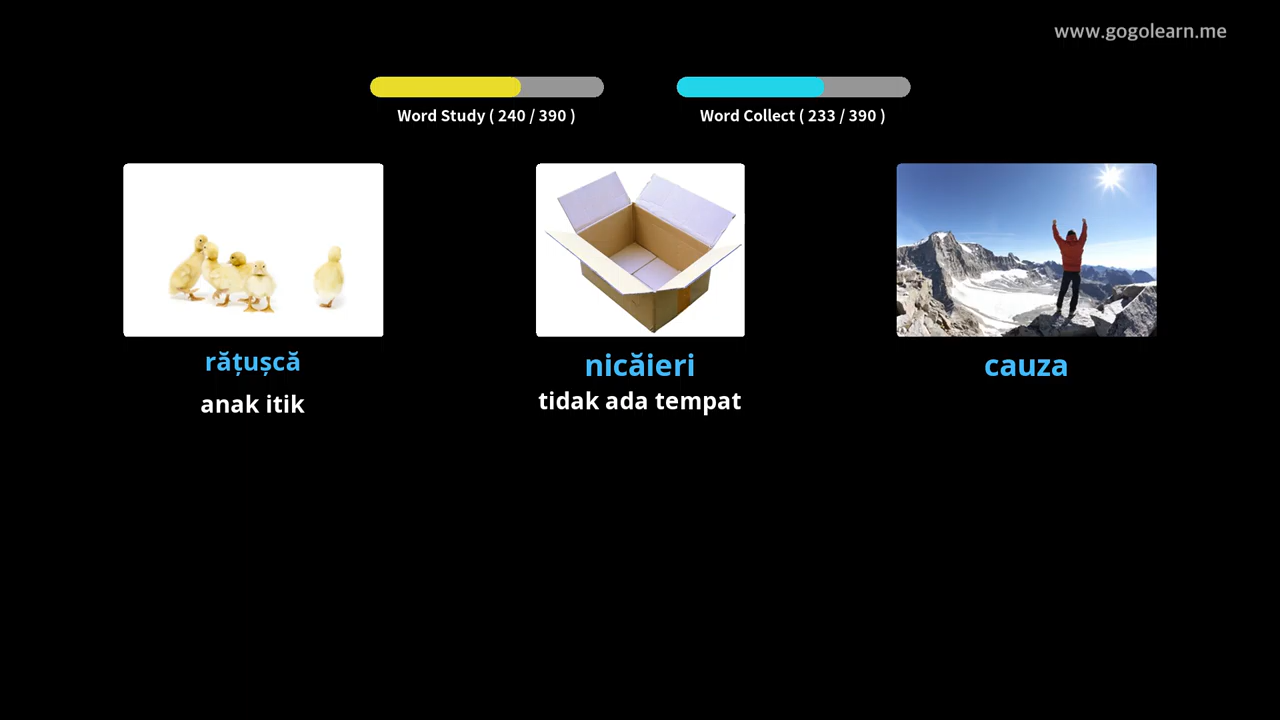 www.gogolearn.me
Word Study ( 240 / 390 )
Word Collect ( 233 / 390 )
rățușcă
anak itik
nicăieri
tidak ada tempat
cauza